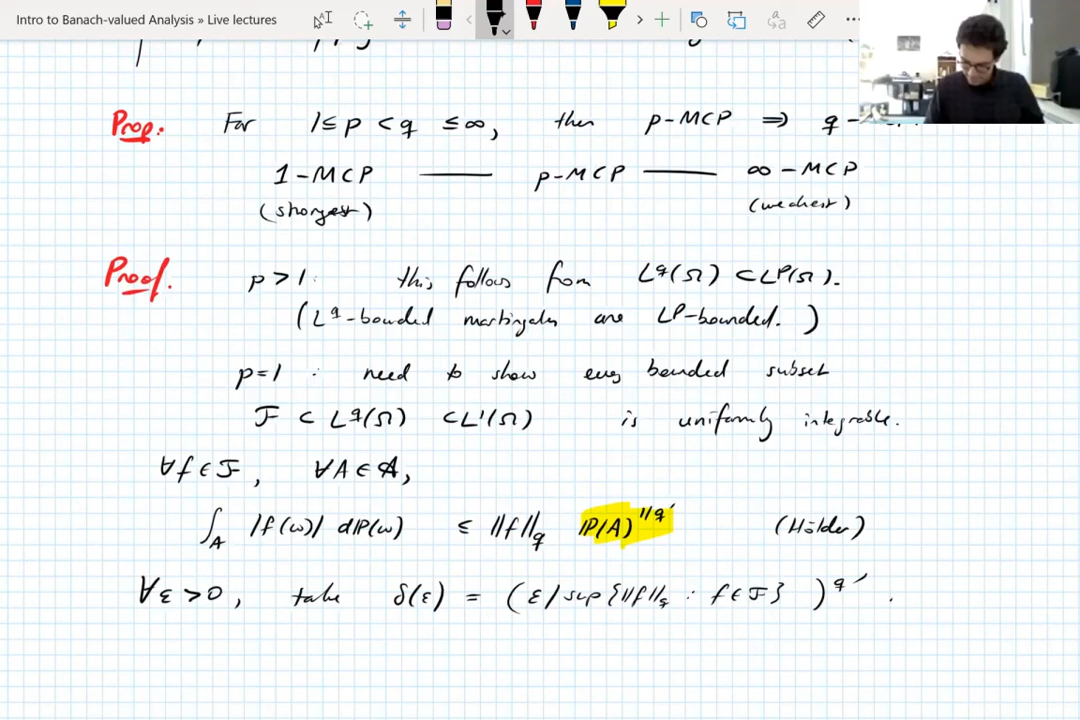 Intro to Banach-valued Analysis » Live lectures
Prop: For 1 ≤ p < q ≤ ∞, then p-MCP ⇒ q-
1-MCP —— p-MCP —— ∞-MCP
(strongest) (weakest)
Proof. p > 1: this follows from L^q(Ω) ⊂ L^p(Ω).
(L^q-bounded martingales are L^p-bounded.)
p=1 : need to show every bounded subset
F ⊂ L^q(Ω) ⊂ L^1(Ω) is uniformly integrable.
∀f ∈ F, ∀A ∈ A,
∫_A |f(ω)| dP(ω) ≤ ||f||_q P(A)^{1/q'} (Hölder)
∀ε > 0, take δ(ε) = (ε/sup{||f||_q : f ∈ F})^{q'}.